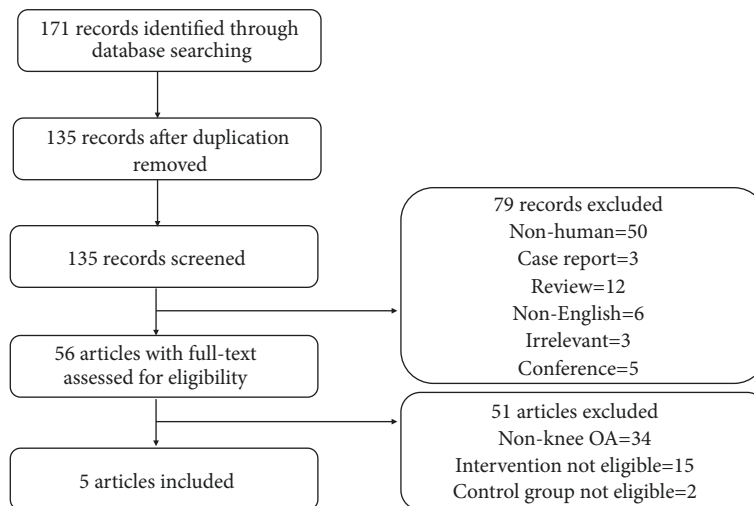 171 records identified through
database searching
135 records after duplication
removed
135 records screened
79 records excluded
Non-human=50
Case report=3
Review=12
Non-English=6
Irrelevant=3
Conference=5
56 articles with full-text
assessed for eligibility
51 articles excluded
Non-knee OA=34
Intervention not eligible=15
Control group not eligible=2
5 articles included